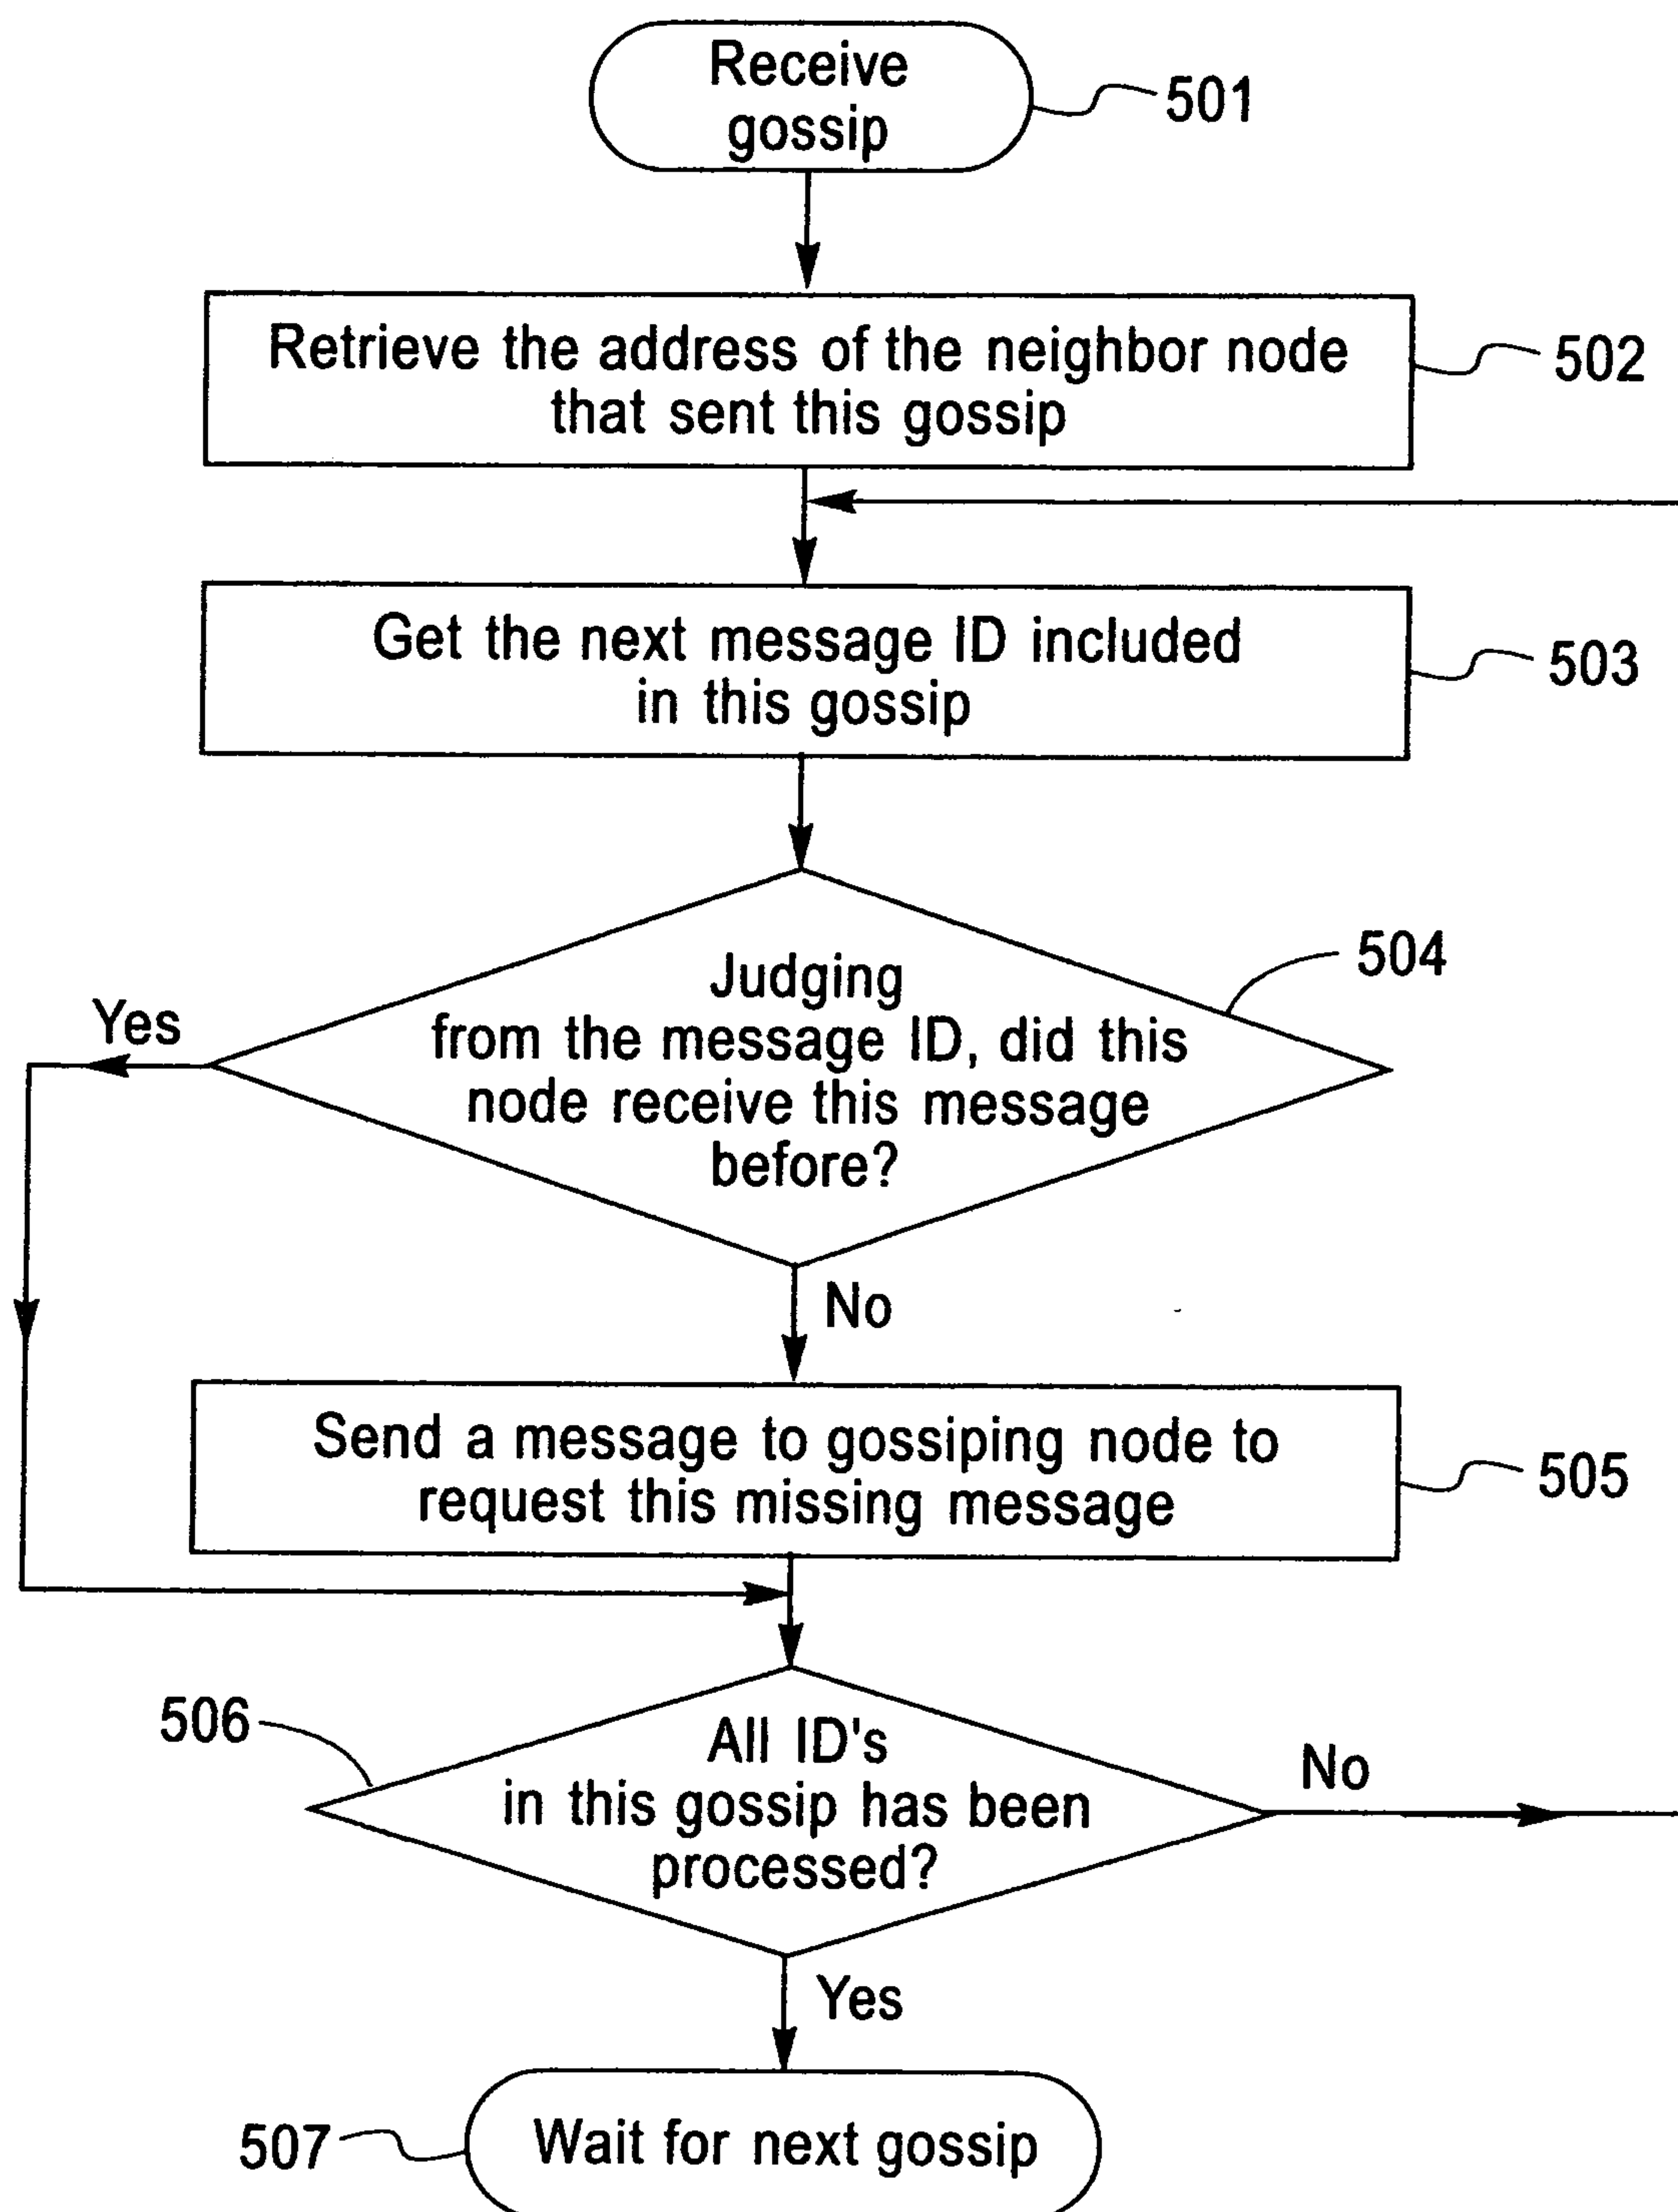 Receive
gossip
501
Retrieve the address of the neighbor node
that sent this gossip
502
Get the next message ID included
in this gossip
503
504
Judging
from the message ID, did this
node receive this message
before?
Yes
No
Send a message to gossiping node to
request this missing message
505
506
All ID's
in this gossip has been
processed?
No
Yes
507
Wait for next gossip